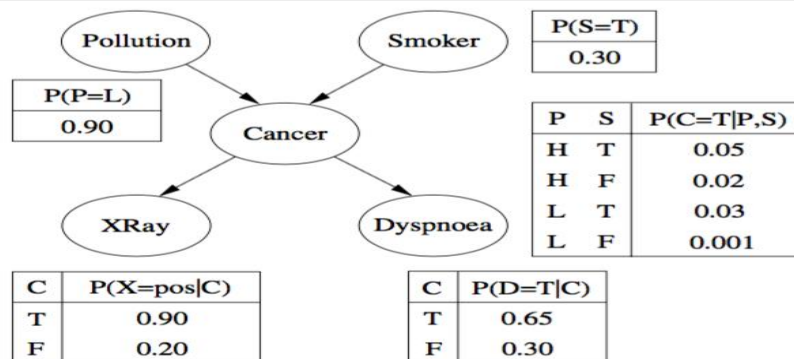 Pollution
Smoker
P(S=T)
0.30
P(P=L)
0.90
Cancer
P S P(C=T|P,S)
H T 0.05
H F 0.02
L T 0.03
L F 0.001
XRay
Dyspnoea
C P(X=pos|C)
T 0.90
F 0.20
C P(D=T|C)
T 0.65
F 0.30